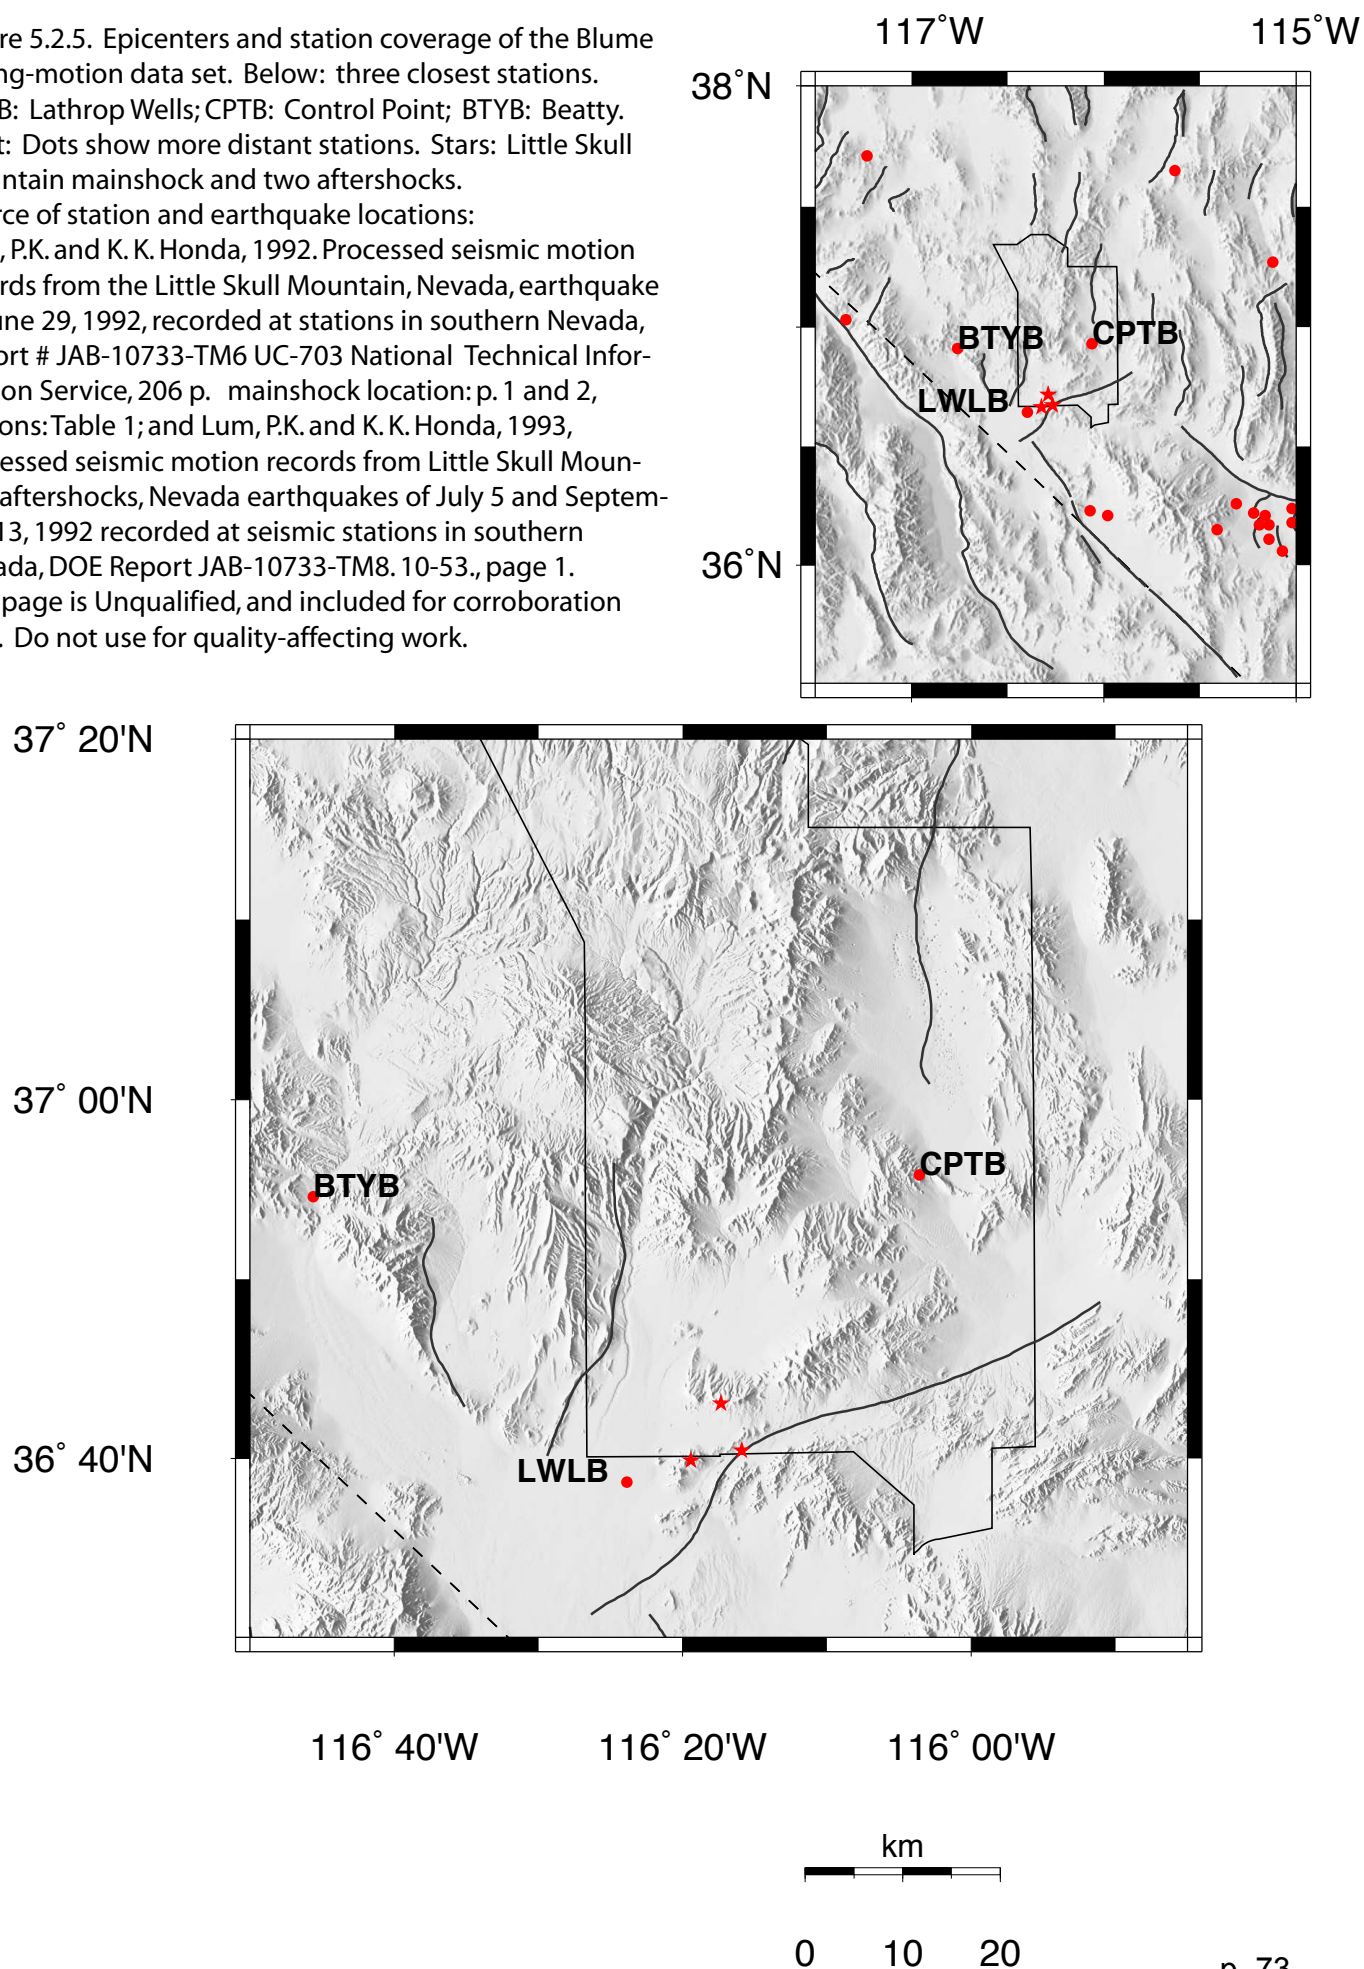 re 5.2.5. Epicenters and station coverage of the Blume
ng-motion data set. Below: three closest stations.
B: Lathrop Wells; CPTB: Control Point; BTYB: Beatty.
t: Dots show more distant stations. Stars: Little Skull
ntain mainshock and two aftershocks.
rce of station and earthquake locations:
, P.K. and K. K. Honda, 1992. Processed seismic motion
rds from the Little Skull Mountain, Nevada, earthquake
une 29, 1992, recorded at stations in southern Nevada,
ort # JAB-10733-TM6 UC-703 National Technical Infor-
on Service, 206 p. mainshock location: p. 1 and 2,
ons: Table 1; and Lum, P.K. and K. K. Honda, 1993,
essed seismic motion records from Little Skull Moun-
aftershocks, Nevada earthquakes of July 5 and Septem-
13, 1992 recorded at seismic stations in southern
ada, DOE Report JAB-10733-TM8. 10-53., page 1.
page is Unqualified, and included for corroboration
. Do not use for quality-affecting work.
117˚W 115˚W
38˚N
BTYB CPTB
LWLB
36˚N
37˚ 20'N
37˚ 00'N
CPTB
BTYB
36˚ 40'N
LWLB
116˚ 40'W 116˚ 20'W 116˚ 00'W
km
0 10 20
p. 73